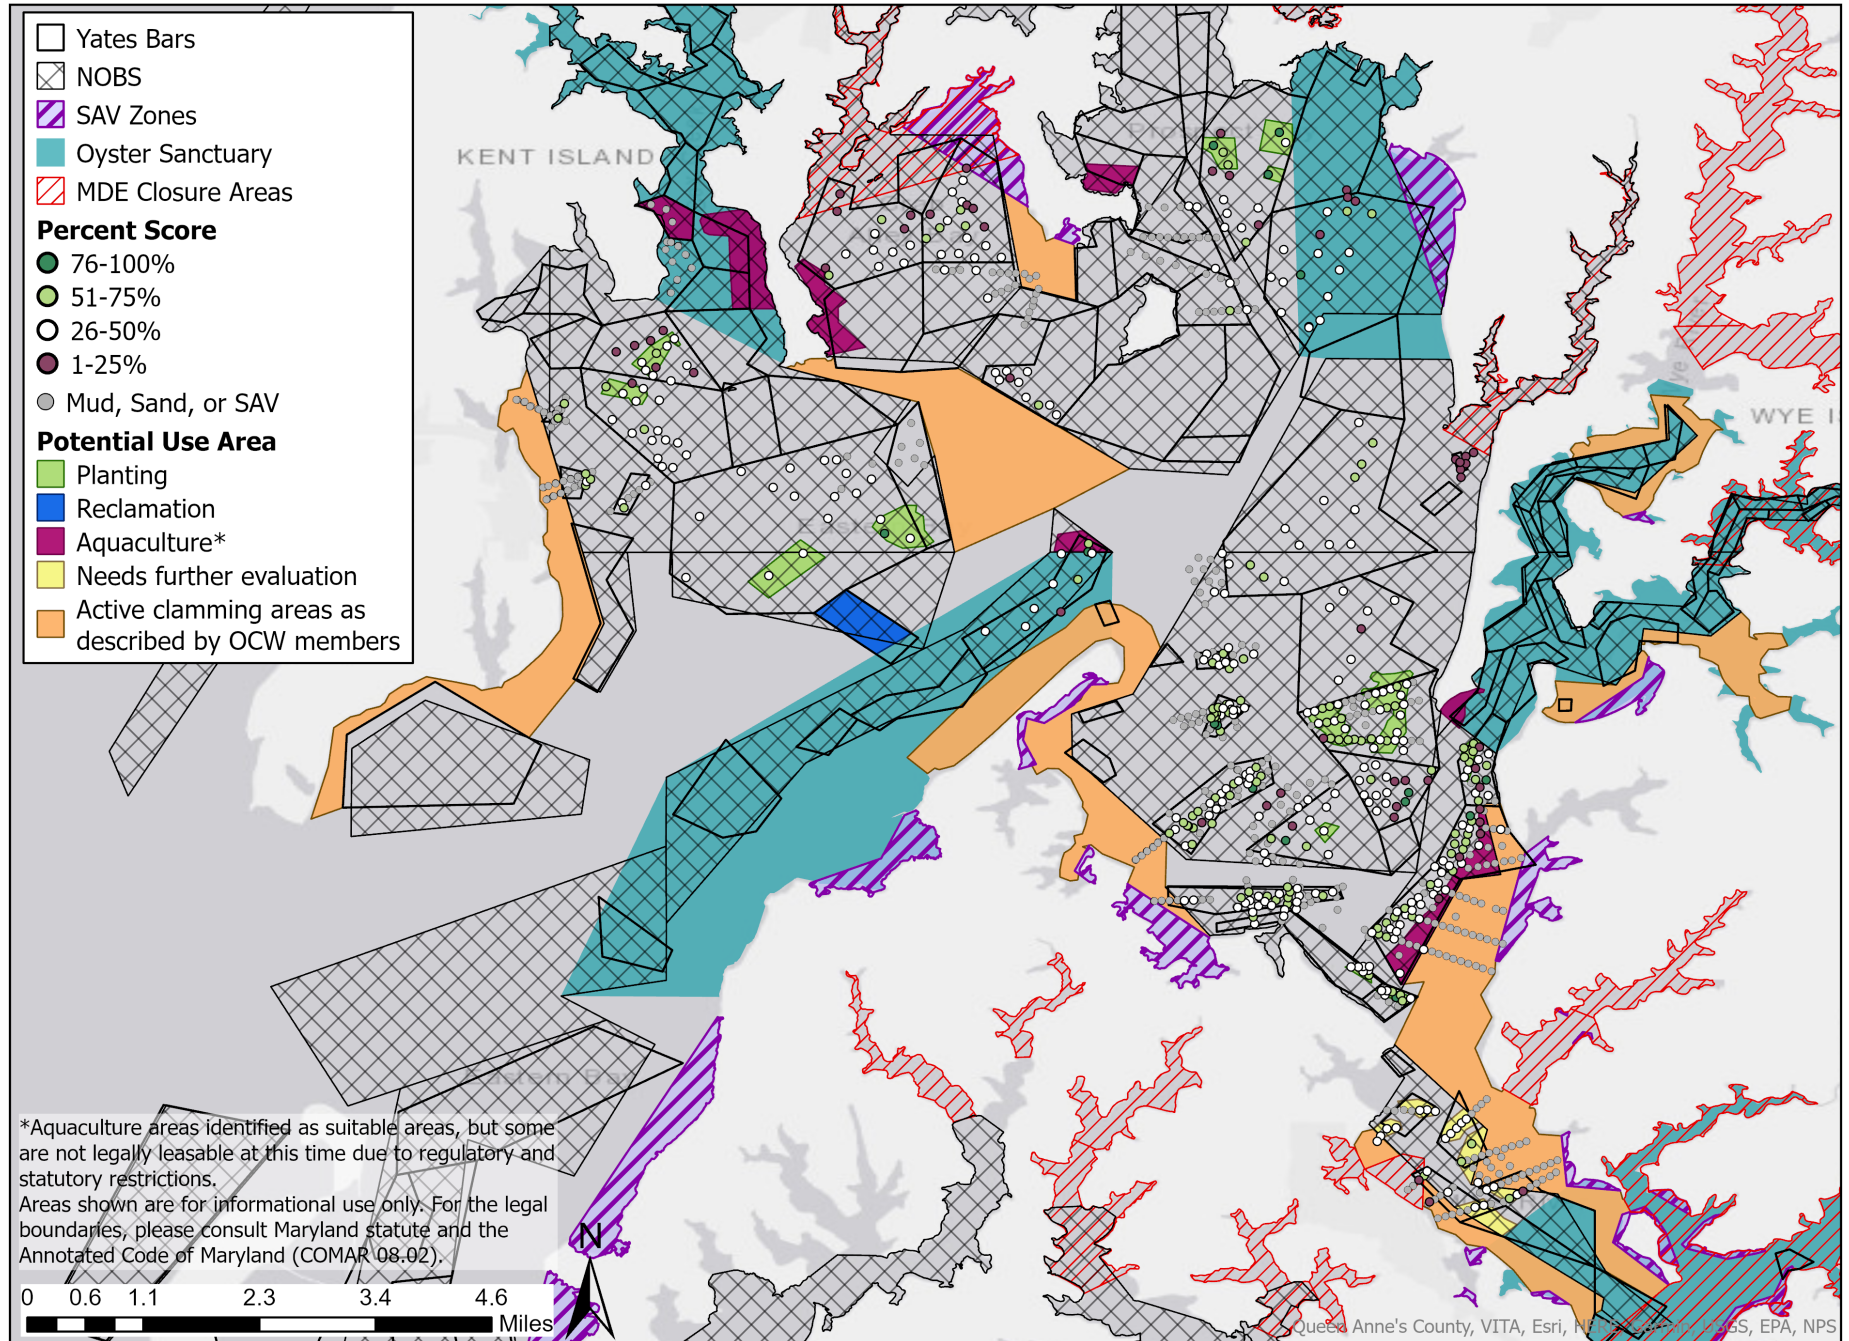 Yates Bars
NOBS
SAV Zones
Oyster Sanctuary
MDE Closure Areas
Percent Score
76-100%
51-75%
26-50%
1-25%
Mud, Sand, or SAV
Potential Use Area
Planting
Reclamation
Aquaculture*
Needs further evaluation
Active clamming areas as
described by OCW members
KENT ISLAND
WYE I
Eastern Bay
*Aquaculture areas identified as suitable areas, but some
are not legally leasable at this time due to regulatory and
statutory restrictions.
Areas shown are for informational use only. For the legal
boundaries, please consult Maryland statute and the
Annotated Code of Maryland (COMAR 08.02).
N
0 0.6 1.1 2.3 3.4 4.6
Miles
Queen Anne's County, VITA, Esri, HERE, Garmin, USGS, EPA, NPS